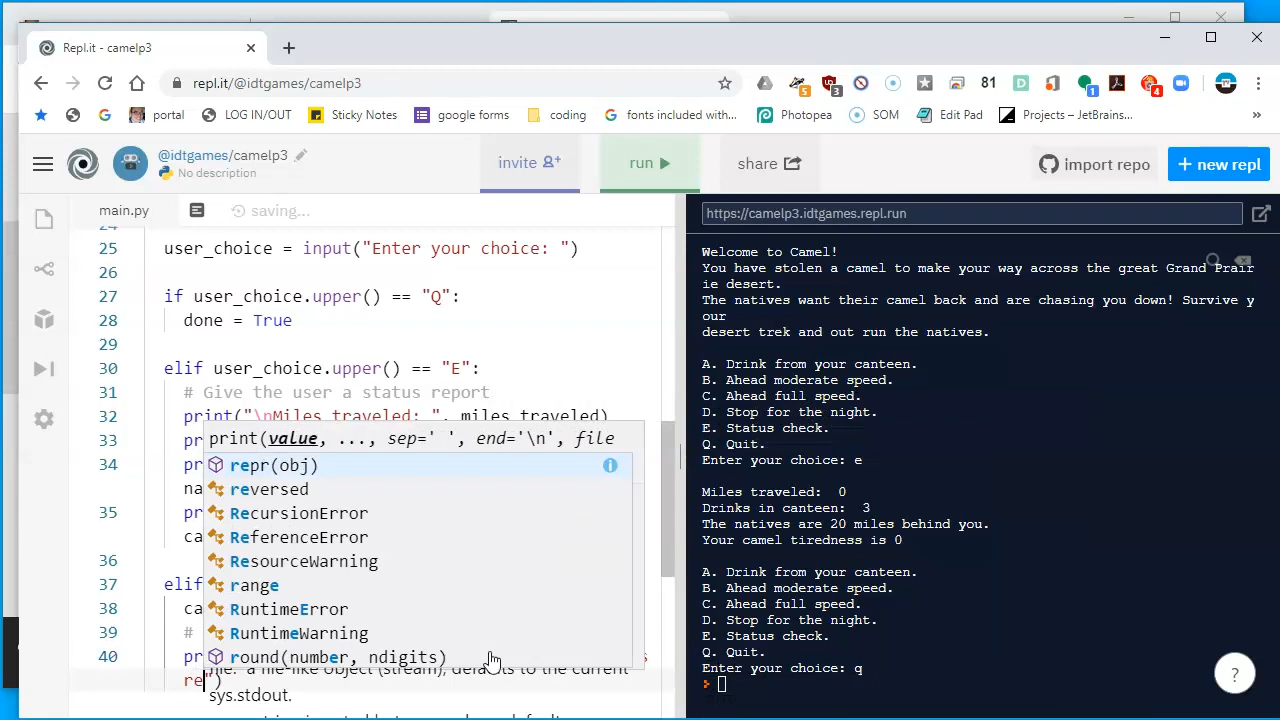 Repl.it - camelp3
repl.it/@idtgames/camelp3
5
3
81
1
4
portal
LOG IN/OUT
Sticky Notes
google forms
coding
fonts included with...
Photopea
SOM
Edit Pad
Projects – JetBrains...
@idtgames/camelp3
No description
invite
run
share
import repo
+ new repl
main.py
saving...
24
25 user_choice = input("Enter your choice: ")
26
27 if user_choice.upper() == "Q":
28 done = True
29
30 elif user_choice.upper() == "E":
31 # Give the user a status report
32 print("\nMiles traveled: ", miles_traveled)
33 pr
34 pr
na
35 pr
ca
36
37 elif
38 ca
39 #
40 pr s
re")
print(value, ..., sep=' ', end='\n', file
repr(obj)
reversed
RecursionError
ReferenceError
ResourceWarning
range
RuntimeError
RuntimeWarning
round(number, ndigits)
file: a file-like object (stream); defaults to the current
sys.stdout.
https://camelp3.idtgames.repl.run
Welcome to Camel!
You have stolen a camel to make your way across the great Grand Prair
ie desert.
The natives want their camel back and are chasing you down! Survive y
our
desert trek and out run the natives.
A. Drink from your canteen.
B. Ahead moderate speed.
C. Ahead full speed.
D. Stop for the night.
E. Status check.
Q. Quit.
Enter your choice: e
Miles traveled:  0
Drinks in canteen:  3
The natives are 20 miles behind you.
Your camel tiredness is 0
A. Drink from your canteen.
B. Ahead moderate speed.
C. Ahead full speed.
D. Stop for the night.
E. Status check.
Q. Quit.
Enter your choice: q
?